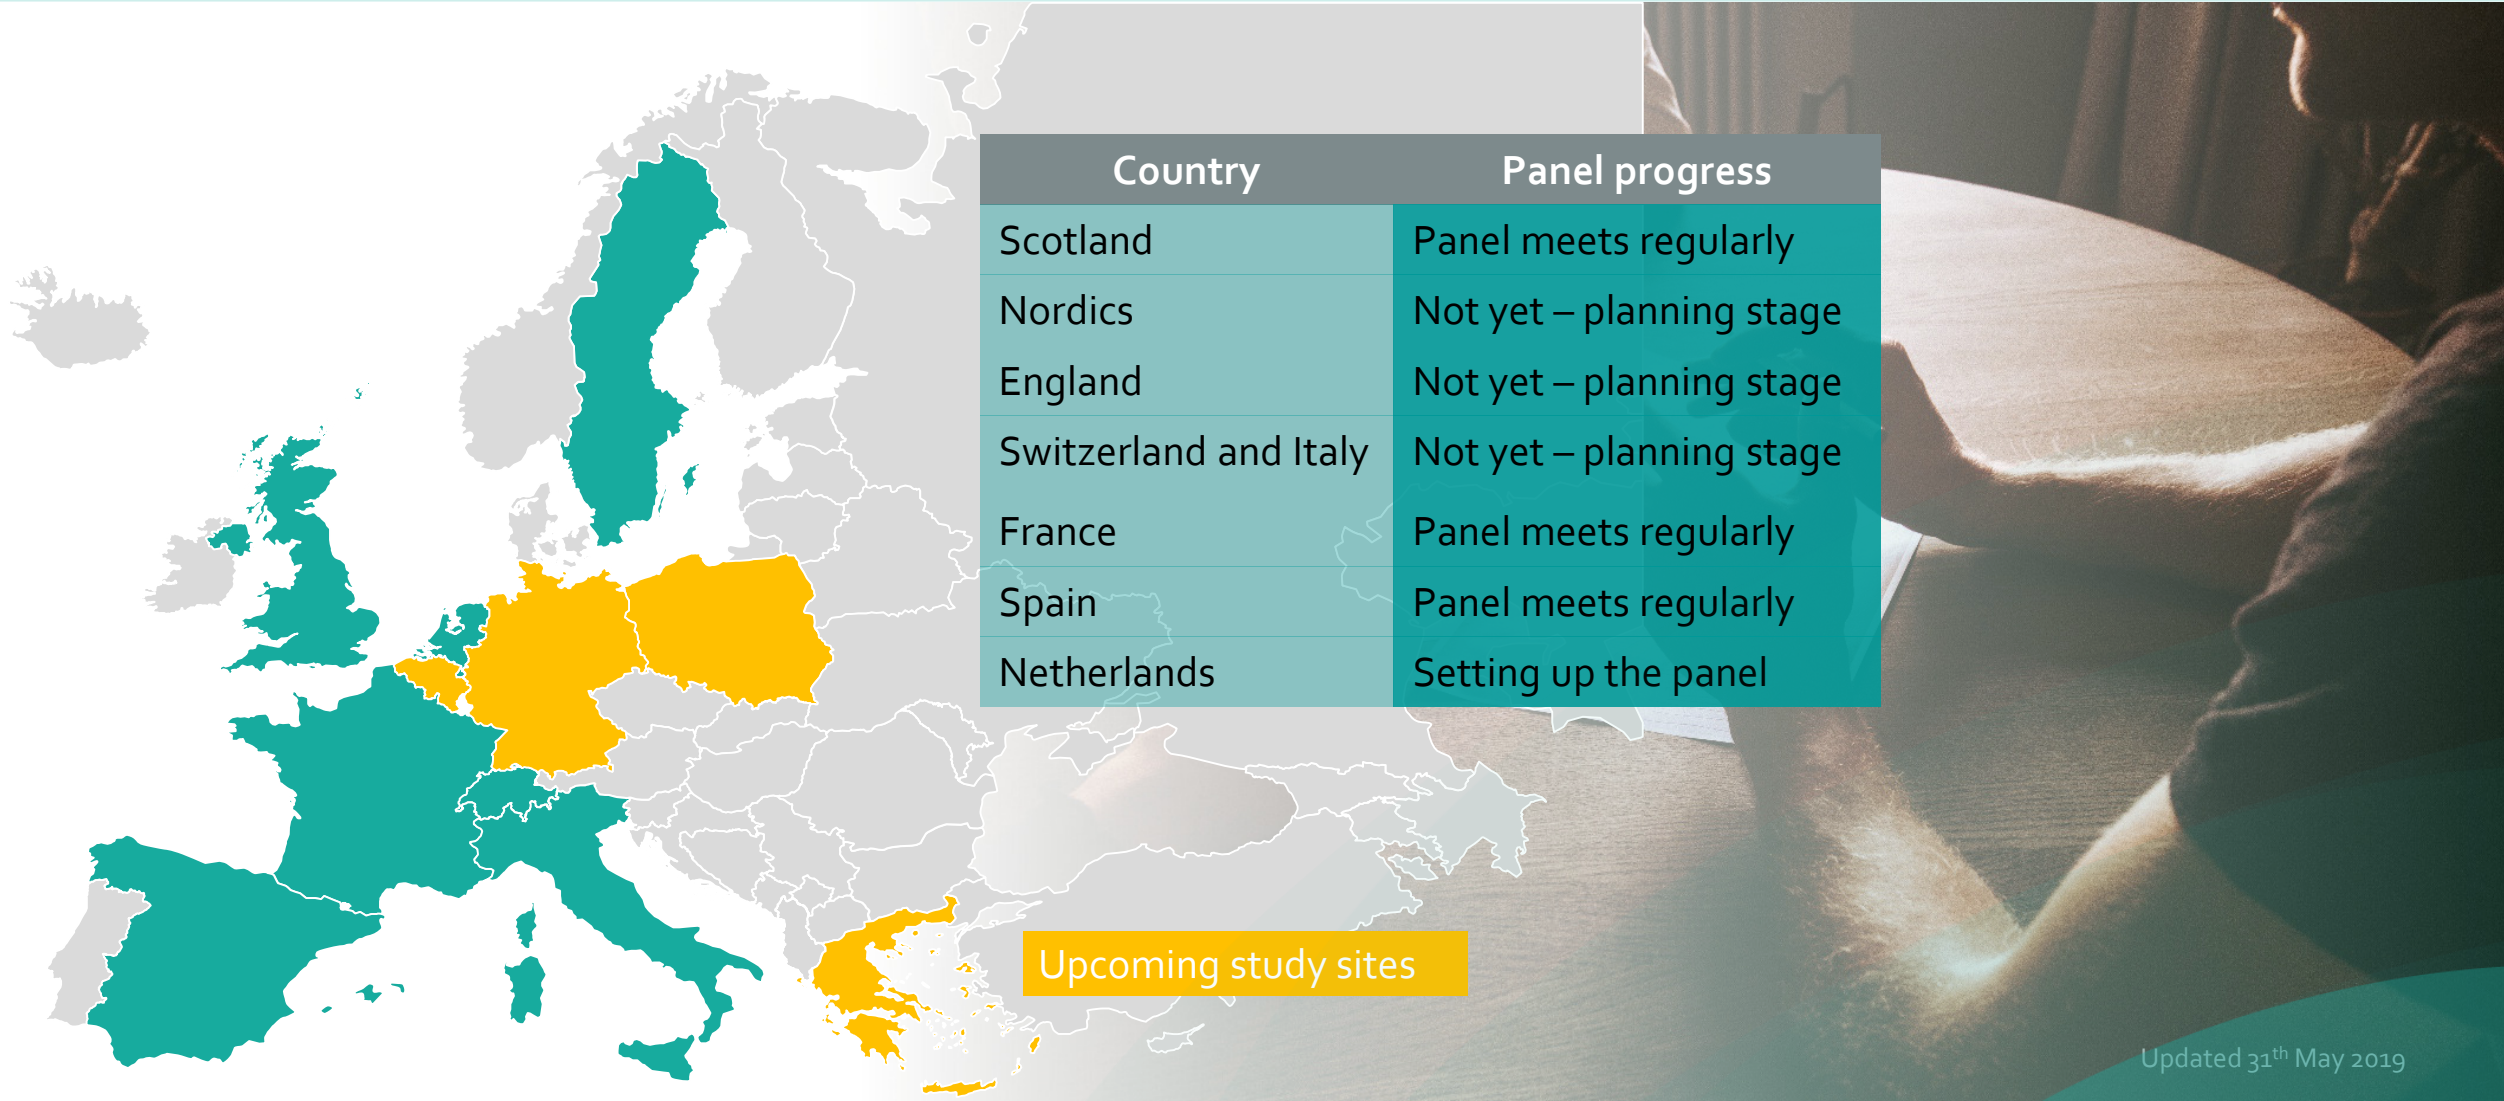 Country Panel progress
Scotland Panel meets regularly
Nordics Not yet – planning stage
England Not yet – planning stage
Switzerland and Italy Not yet – planning stage
France Panel meets regularly
Spain Panel meets regularly
Netherlands Setting up the panel
Upcoming study sites
Updated 31th May 2019